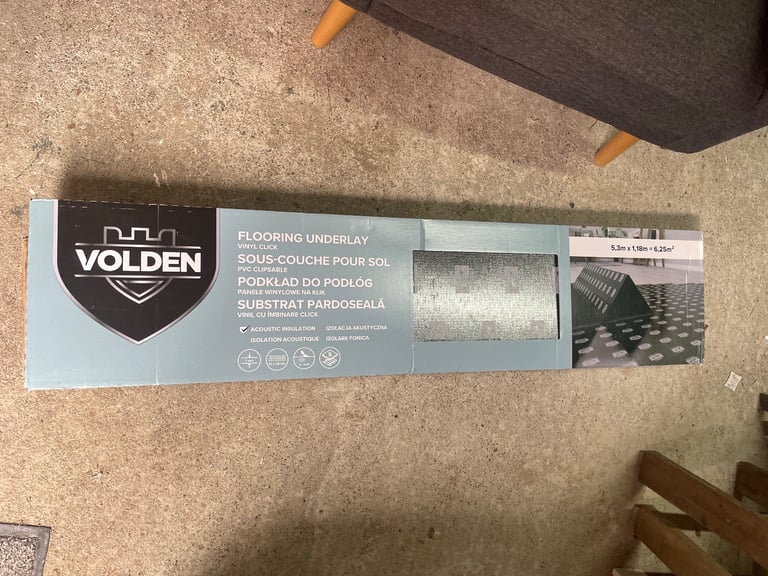 VOLDEN
FLOORING UNDERLAY
VINYL CLICK
SOUS-COUCHE POUR SOL
PVC CLIPSABLE
PODKŁAD DO PODŁÓG
PANELE WINYLOWE NA KLIK
SUBSTRAT PARDOSEALĂ
VINIL CU ÎMBINARE CLICK
ACOUSTIC INSULATION IZOLACJA AKUSTYCZNA
ISOLATION ACOUSTIQUE IZOLARE FONICA
5,3m x 1,18m = 6,25m²